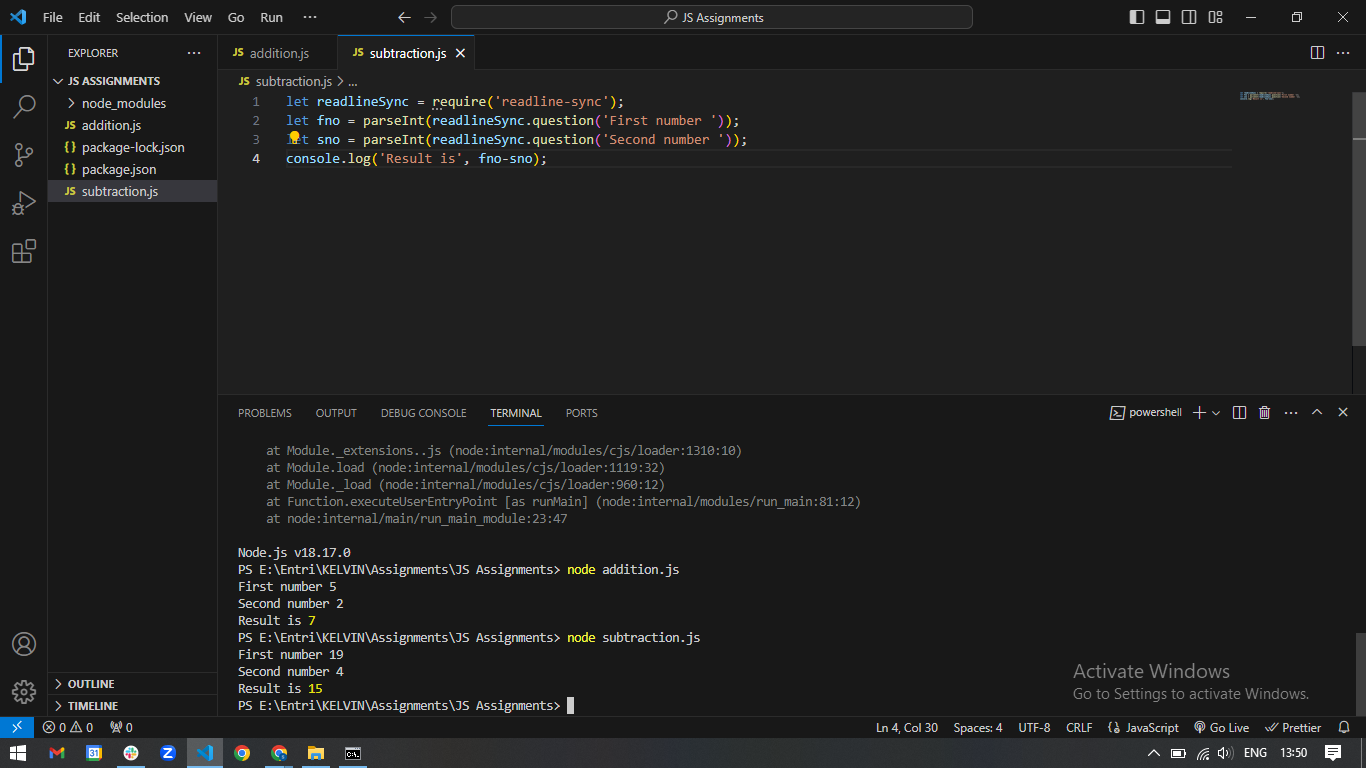 File Edit Selection View Go Run ···
JS Assignments
EXPLORER ···
JS ASSIGNMENTS
node_modules
JS addition.js
{} package-lock.json
{} package.json
JS subtraction.js
OUTLINE
TIMELINE
JS addition.js
JS subtraction.js
JS subtraction.js > ...
1 let readlineSync = require('readline-sync');
2 let fno = parseInt(readlineSync.question('First number '));
3 let sno = parseInt(readlineSync.question('Second number '));
4 console.log('Result is', fno-sno);
PROBLEMS OUTPUT DEBUG CONSOLE TERMINAL PORTS
powershell
at Module._extensions..js (node:internal/modules/cjs/loader:1310:10)
at Module.load (node:internal/modules/cjs/loader:1119:32)
at Module._load (node:internal/modules/cjs/loader:960:12)
at Function.executeUserEntryPoint [as runMain] (node:internal/modules/run_main:81:12)
at node:internal/main/run_main_module:23:47
Node.js v18.17.0
PS E:\Entri\KELVIN\Assignments\JS Assignments> node addition.js
First number 5
Second number 2
Result is 7
PS E:\Entri\KELVIN\Assignments\JS Assignments> node subtraction.js
First number 19
Second number 4
Result is 15
PS E:\Entri\KELVIN\Assignments\JS Assignments>
Activate Windows
Go to Settings to activate Windows.
0 0 0
Ln 4, Col 30 Spaces: 4 UTF-8 CRLF {} JavaScript Go Live Prettier
31
ENG 13:50